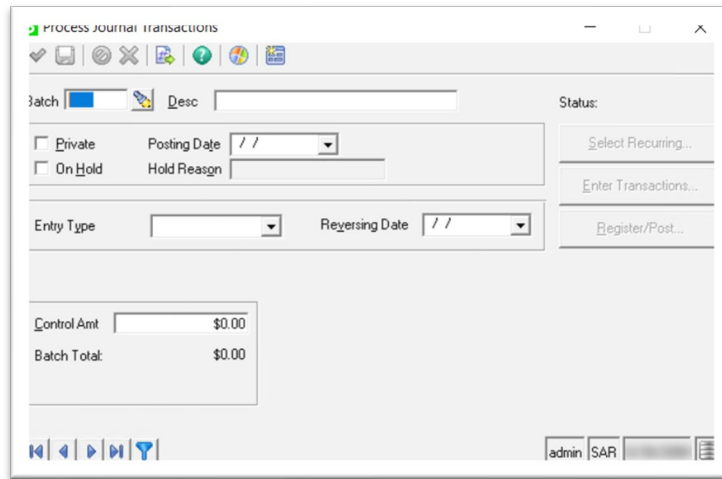 Process Journal Transactions
Batch Desc Status:
Private Posting Date / / Select Recurring...
On Hold Hold Reason Enter Transactions...
Entry Type Reversing Date / / Register/Post...
Control Amt $0.00
Batch Total: $0.00
admin SAR